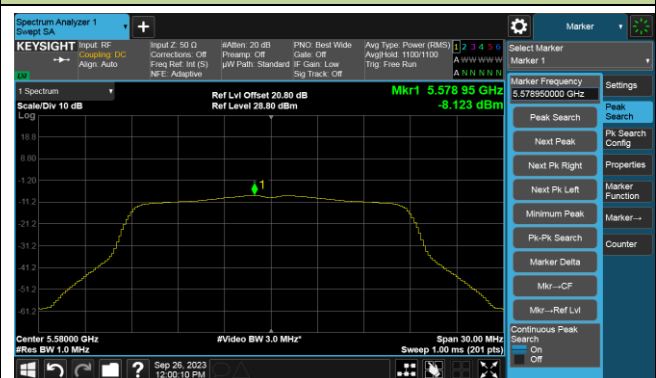 Spectrum Analyzer 1
Swept SA
Marker
KEYSIGHT
Input: RF
Coupling: DC
Align: Auto
Input Z: 50 Ω
Corrections: Off
Freq Ref: Int (S)
NFE: Adaptive
#Atten: 20 dB
Preamp: Off
µW Path: Standard
PNO: Best Wide
Gate: Off
IF Gain: Low
Sig Track: Off
Avg Type: Power (RMS)
Avg|Hold: 1100/1100
Trig: Free Run
1 2 3 4 5 6
A W W W W W
A N N N N N
LXI
Select Marker
Marker 1
1 Spectrum
Scale/Div 10 dB
Log
Ref Lvl Offset 20.80 dB
Ref Level 28.80 dBm
Mkr1 5.578 95 GHz
-8.123 dBm
18.8
8.80
-1.20
-11.2
-21.2
-31.2
-41.2
-51.2
-61.2
1
Center 5.58000 GHz
#Res BW 1.0 MHz
#Video BW 3.0 MHz*
Span 30.00 MHz
Sweep 1.00 ms (201 pts)
Marker Frequency
5.578950000 GHz
Peak Search
Next Peak
Next Pk Right
Next Pk Left
Minimum Peak
Pk-Pk Search
Marker Delta
Mkr→CF
Mkr→Ref Lvl
Continuous Peak
Search
On
Off
Settings
Peak
Search
Pk Search
Config
Properties
Marker
Function
Marker→
Counter
Sep 26, 2023
12:00:10 PM